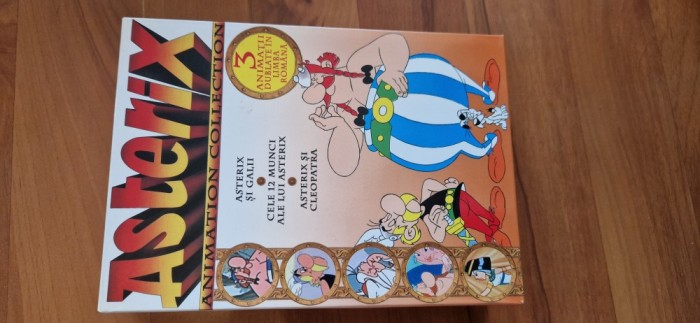 Asterix
ANIMATION COLLECTION
3
ANIMAȚII
DUBLATE ÎN
LIMBA
ROMÂNĂ
ASTERIX
ȘI GALII
CELE 12 MUNCI
ALE LUI ASTERIX
ASTERIX ȘI
CLEOPATRA